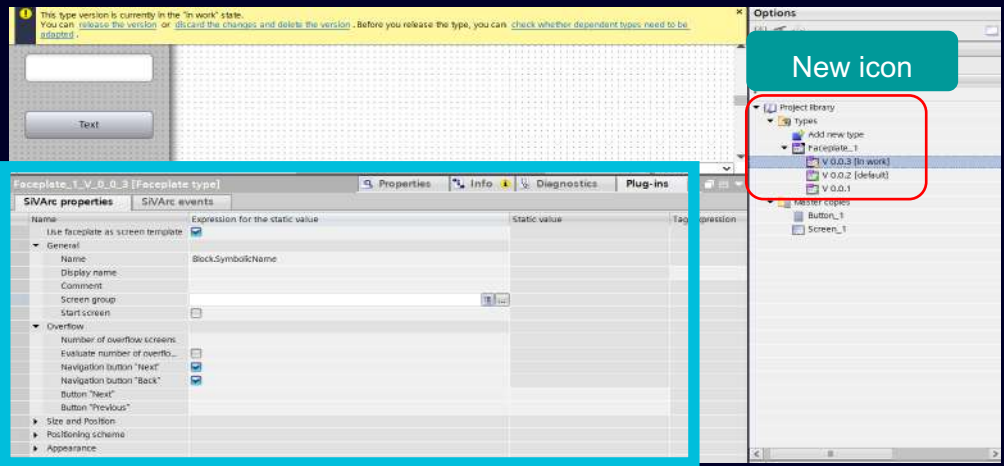 This type version is currently in the "in work" state.
You can release the version or discard the changes and delete the version. Before you release the type, you can check whether dependent types need to be
adapted.
Text
Options
New icon
Project library
Types
Add new type
Faceplate_1
V 0.0.3 [in work]
V 0.0.2 [default]
V 0.0.1
Master copies
Button_1
Screen_1
Faceplate_1_V_0_0_3 [Faceplate type]
Properties
Info
Diagnostics
Plug-ins
SiVArc properties
SiVArc events
Name
Expression for the static value
Static value
Tag expression
Use faceplate as screen template
General
Name
Block.SymbolicName
Display name
Comment
Screen group
...
Start screen
Overflow
Number of overflow screens
Evaluate number of overflo...
Navigation button "Next"
Navigation button "Back"
Button "Next"
Button "Previous"
Size and Position
Positioning scheme
Appearance